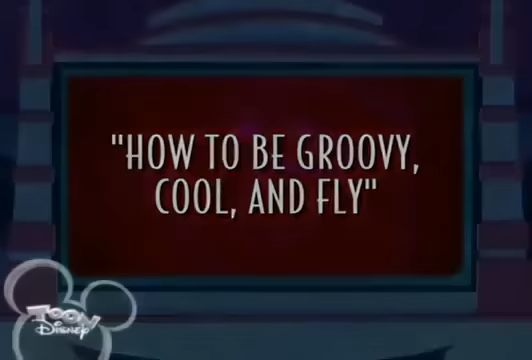 "HOW TO BE GROOVY,
COOL, AND FLY"
TOON
DISNEY